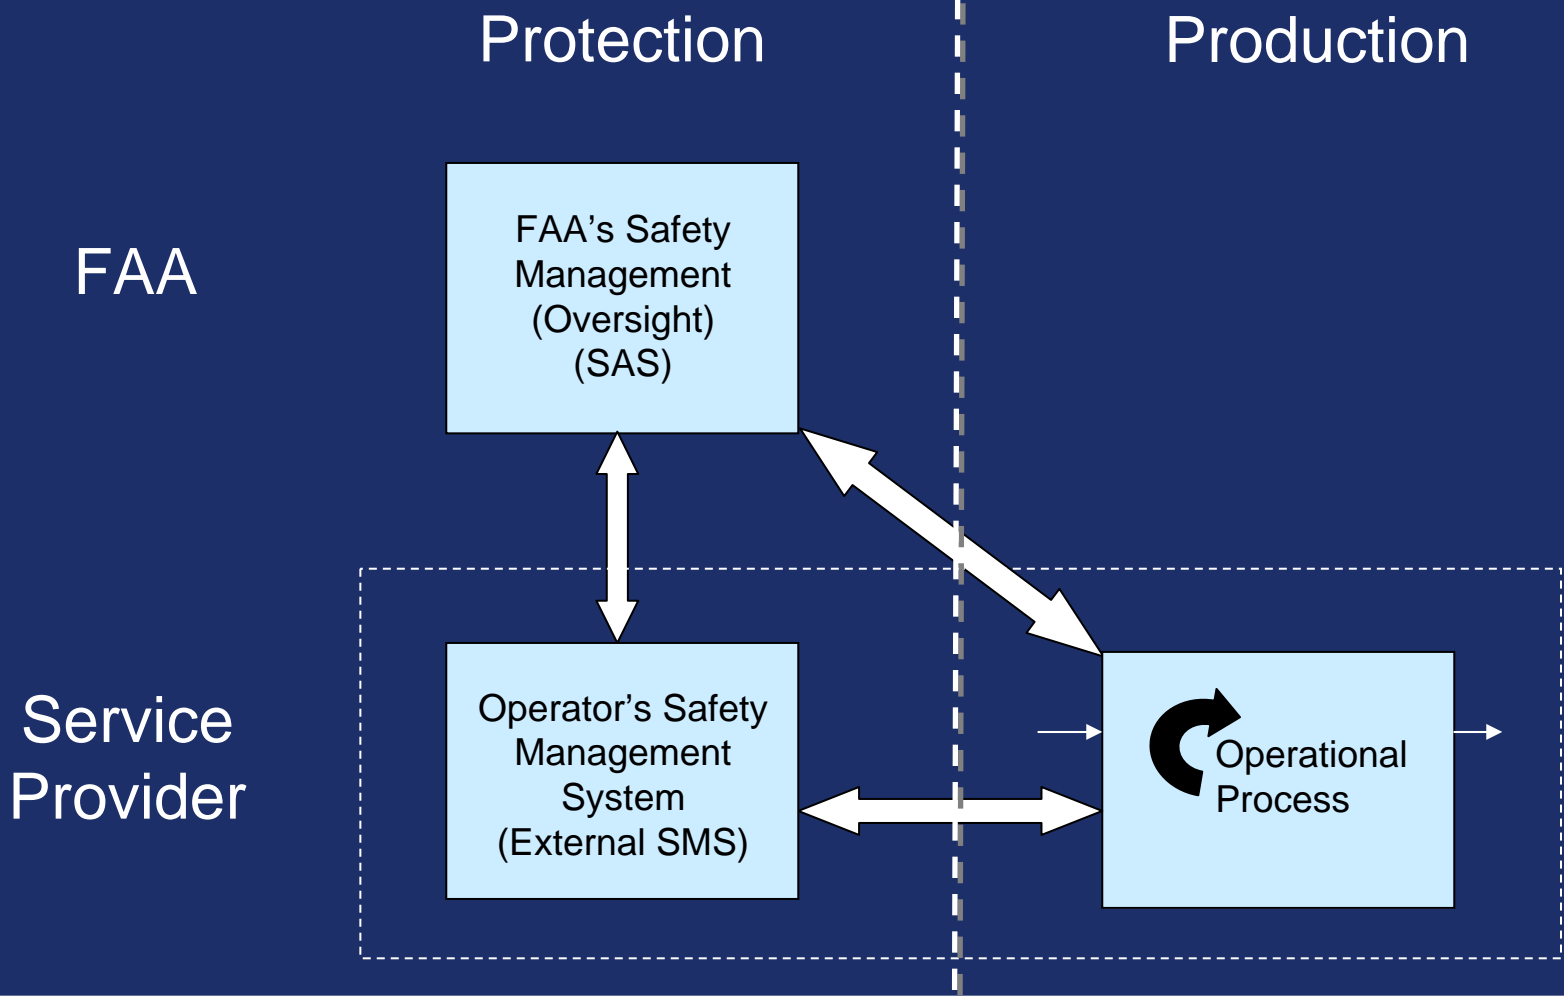 Protection
Production
FAA
FAA’s Safety
Management
(Oversight)
(SAS)
Service
Provider
Operator’s Safety
Management
System
(External SMS)
Operational
Process